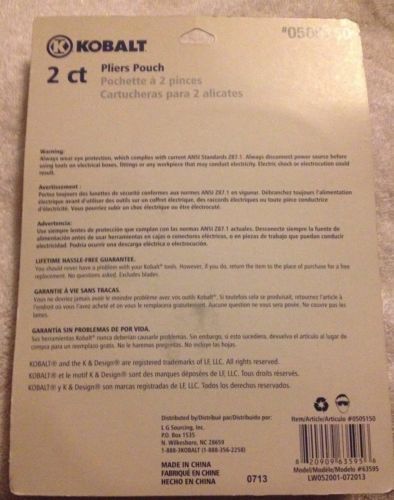 KOBALT
#0505150
2 ct Pliers Pouch
Pochette à 2 pinces
Cartucheras para 2 alicates
Warning:
Always wear eye protection, which complies with current ANSI Standards Z87.1. Always disconnect power source before
using tools on electrical boxes, fittings or any workpiece that may conduct electricity. Electric shock or electrocution could
result.
Avertissement :
Portez toujours des lunettes de sécurité conformes aux normes ANSI Z87.1 en vigueur. Débranchez toujours l'alimentation
électrique avant d'utiliser des outils sur un coffret électrique, des raccords électriques ou toute pièce conductrice
d'électricité. Vous pourriez subir un choc électrique ou être électrocuté.
Advertencia:
Use siempre lentes de protección que cumplan con las normas ANSI Z87.1 actuales. Desconecte siempre la fuente de
alimentación antes de usar herramientas en cajas o conectores eléctricos, o en piezas de trabajo que puedan conducir
electricidad. Podría ocurrir una descarga eléctrica o electrocución.
LIFETIME HASSLE-FREE GUARANTEE.
You should never have a problem with your Kobalt® tools. However, if you do, return the item to the place of purchase for a free
replacement. No questions asked. Excludes blades.
GARANTIE À VIE SANS TRACAS.
Vous ne devriez jamais avoir le moindre problème avec vos outils Kobalt®. Si toutefois cela se produisait, retournez l'article à
l'endroit où vous l'avez acheté et on vous le remplacera gratuitement. Aucune question ne vous sera posée. Ne couvre pas les
lames.
GARANTÍA SIN PROBLEMAS DE POR VIDA.
Sus herramientas Kobalt® nunca deberían causarle problemas. Sin embargo, si esto sucediera, devuelva el artículo al lugar de
compra para su reemplazo gratuito. No le haremos preguntas. No incluye las hojas.
KOBALT® and the K & Design® are registered trademarks of LF, LLC. All rights reserved.
KOBALT® et le motif K & Design® sont des marques déposées de LF, LLC. Tous droits réservés.
KOBALT® y K & Design® son marcas registradas de LF, LLC. Todos los derechos reservados.
Distributed by/Distribué par/Distribuido por:
L G Sourcing, Inc.
P.O. Box 1535
N. Wilkesboro, NC 28659
1-888-3KOBALT (1-888-356-2258)
MADE IN CHINA
FABRIQUÉ EN CHINE
HECHO EN CHINA
0713
Item/Article/Artículo #0505150
8 20909 63595 6
Model/Modèle/Modelo #63595
LW052001-072013